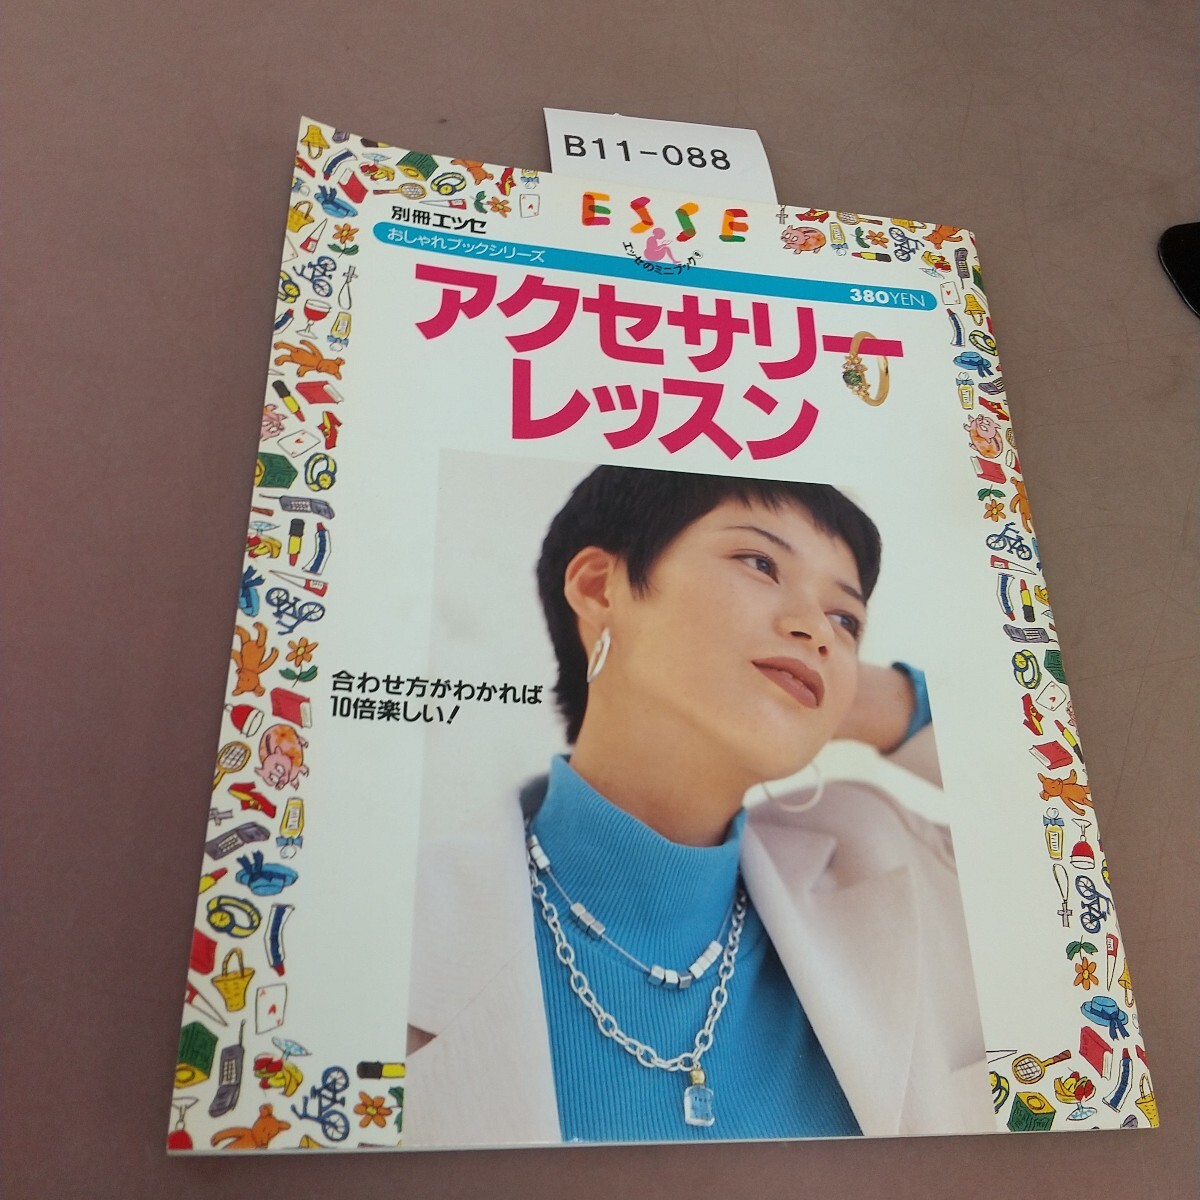 B11-088
ESSE
別冊エッセ
おしゃれブックシリーズ
エッセのミニブック
380YEN
アクセサリー
レッスン
合わせ方がわかれば
10倍楽しい!